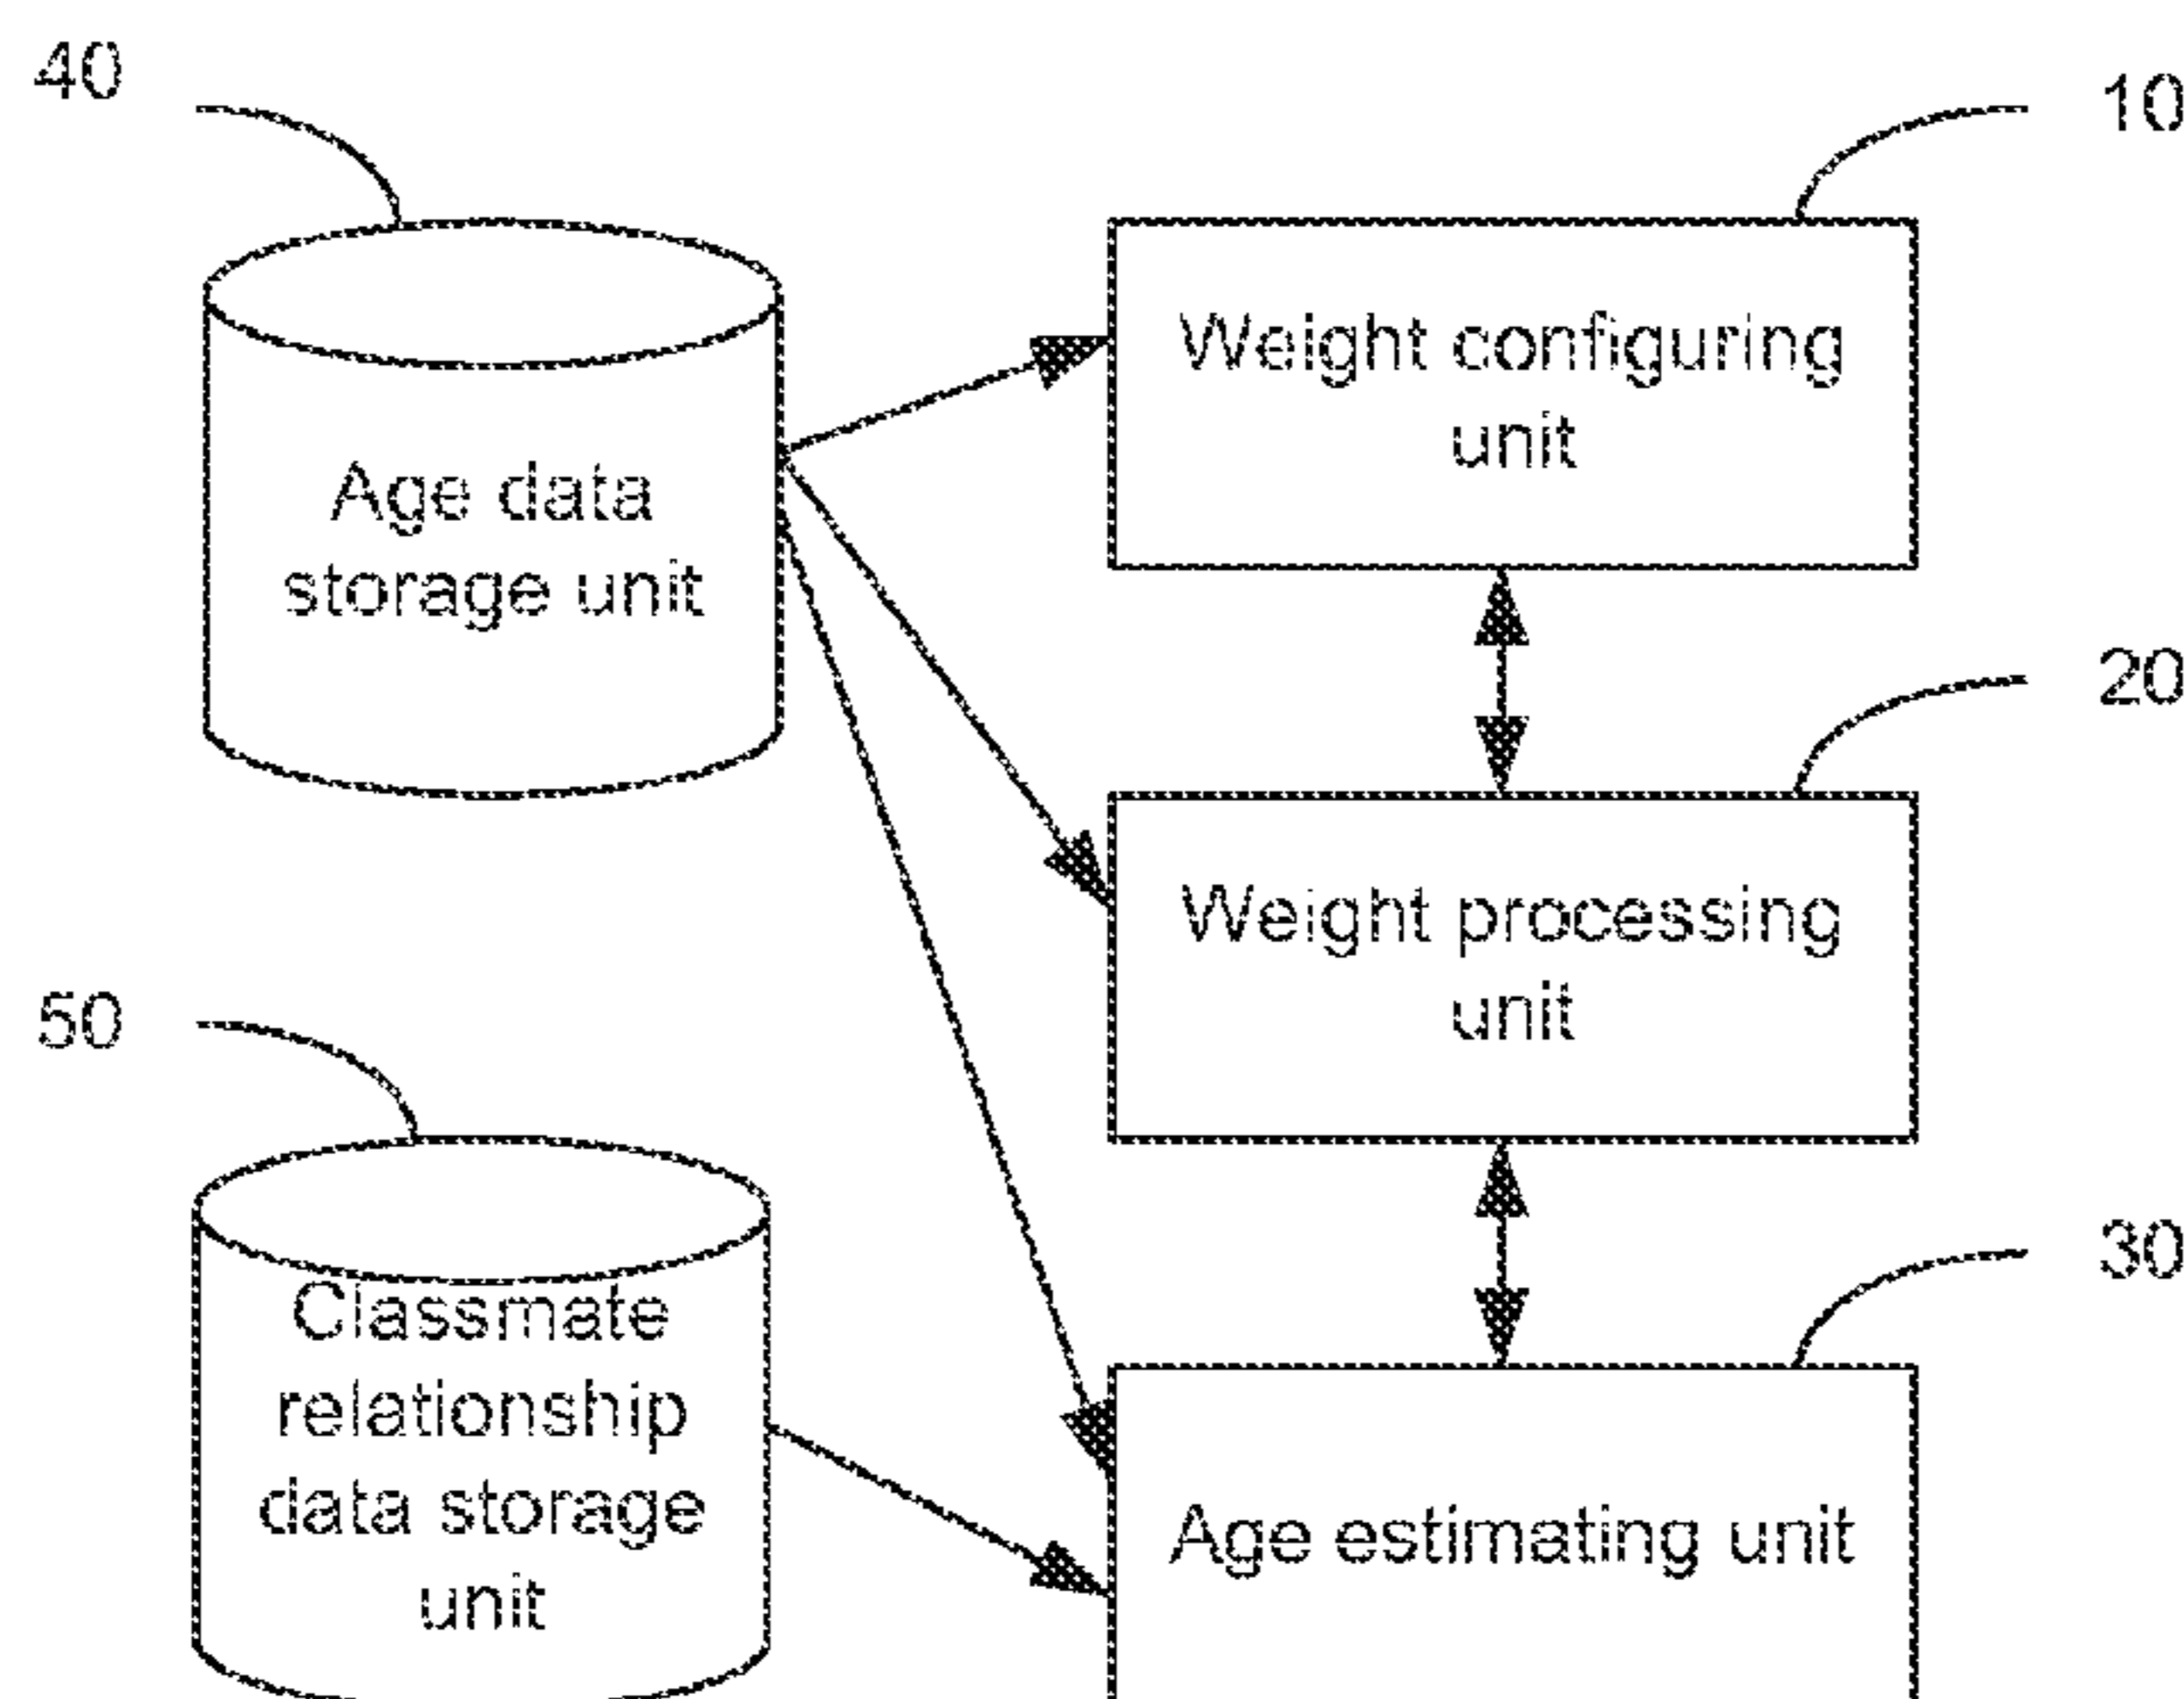 40
10
Weight configuring
unit
Age data
storage unit
20
Weight processing
unit
50
30
Classmate
relationship
data storage
unit
Age estimating unit